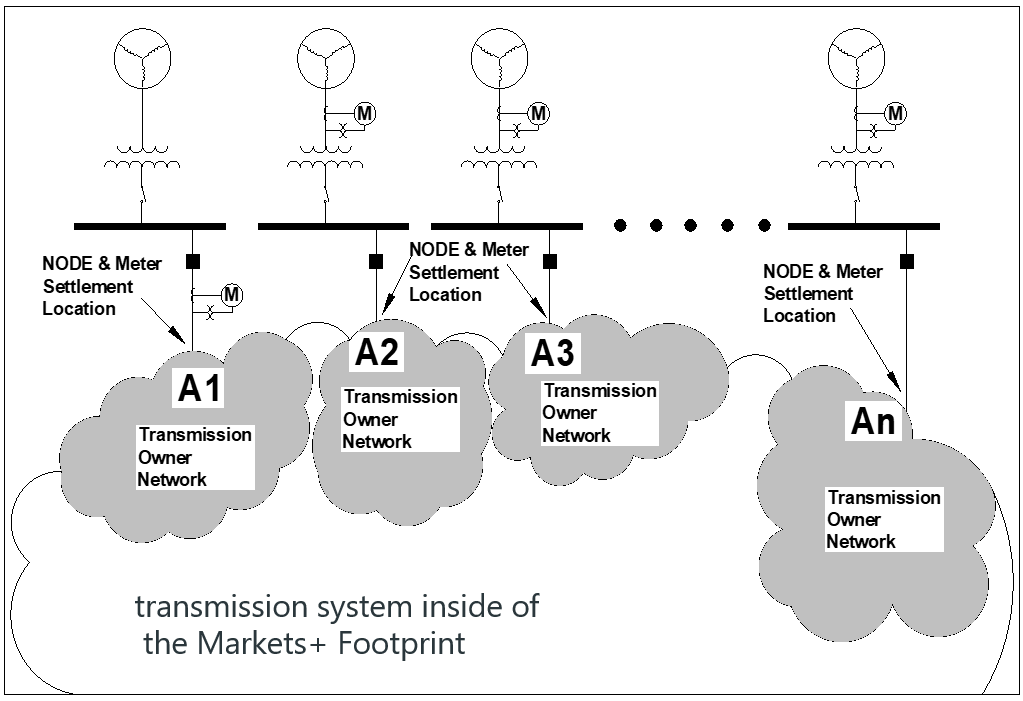 M
M
M
NODE & Meter
Settlement
Location
M
NODE & Meter
Settlement
Location
NODE & Meter
Settlement
Location
A1
Transmission
Owner
Network
A2
Transmission
Owner
Network
A3
Transmission
Owner
Network
An
Transmission
Owner
Network
transmission system inside of
the Markets+ Footprint